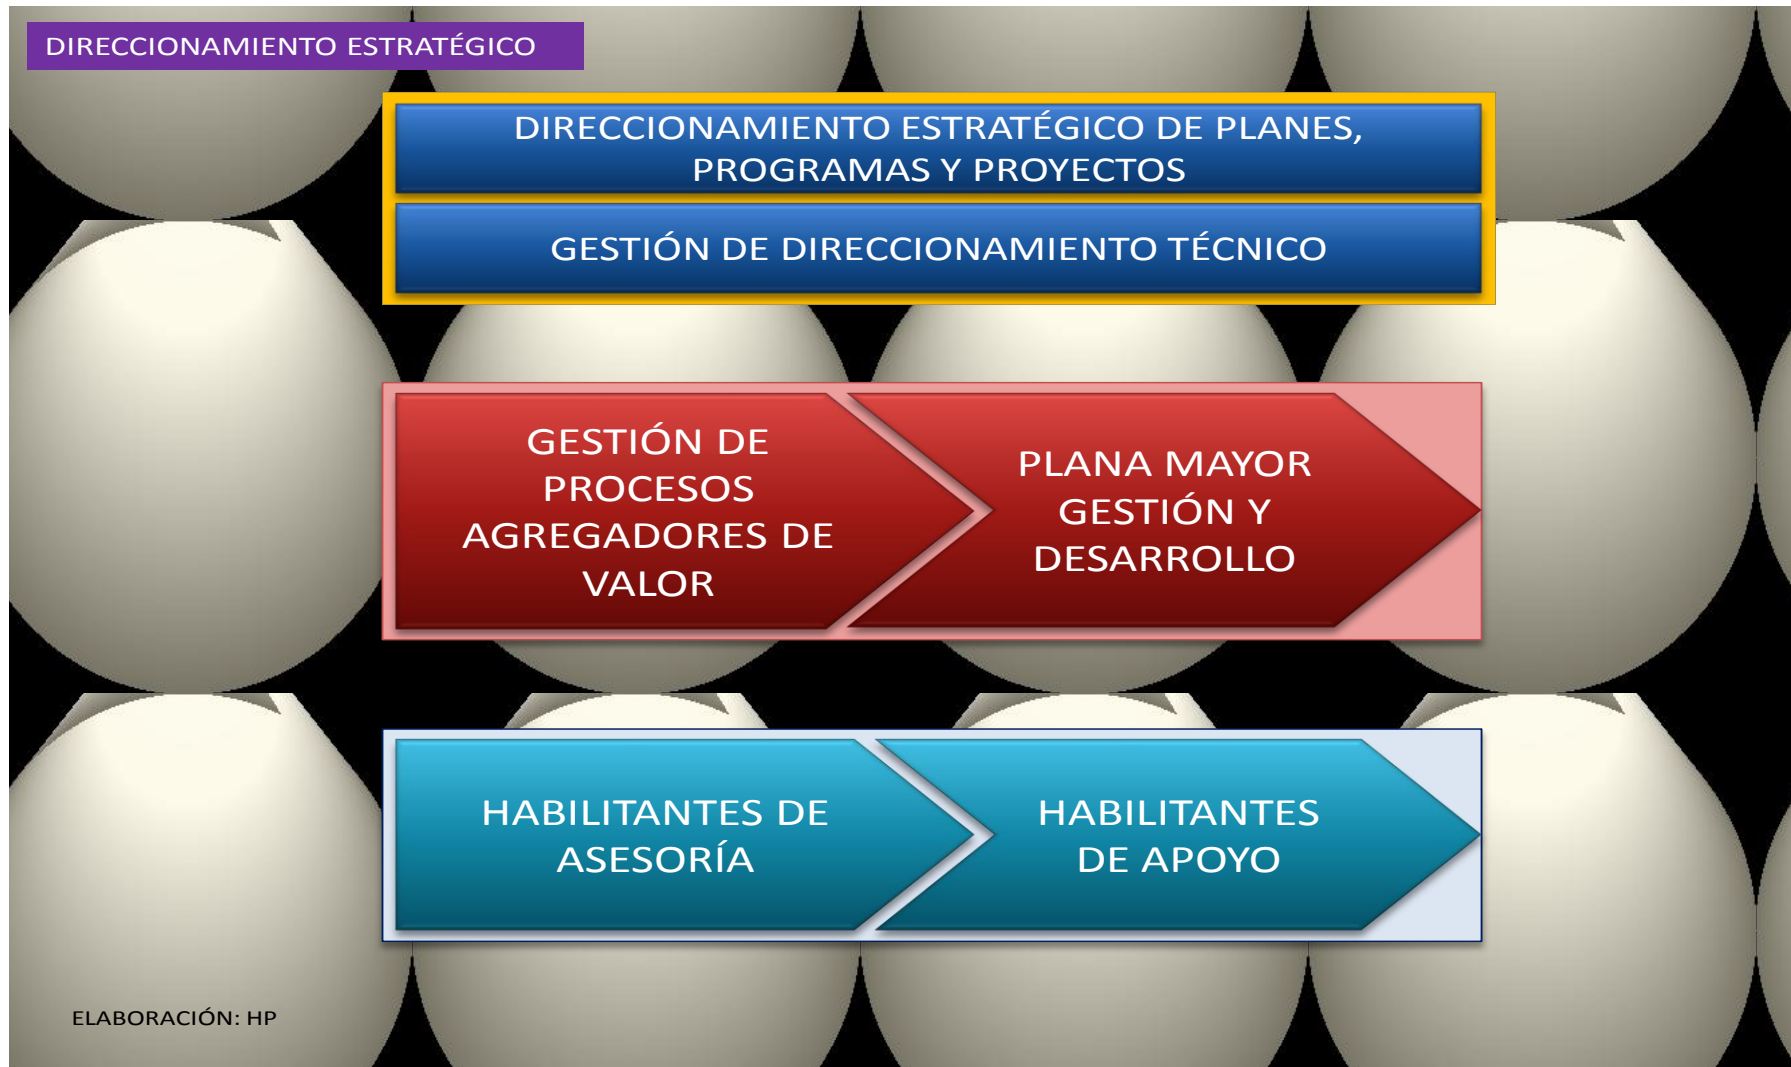 DIRECCIONAMIENTO ESTRATÉGICO
DIRECCIONAMIENTO ESTRATÉGICO DE PLANES,
PROGRAMAS Y PROYECTOS
GESTIÓN DE DIRECCIONAMIENTO TÉCNICO
GESTIÓN DE
PROCESOS
AGREGADORES DE
VALOR
PLANA MAYOR
GESTIÓN Y
DESARROLLO
HABILITANTES DE
ASESORÍA
HABILITANTES
DE APOYO
ELABORACIÓN: HP